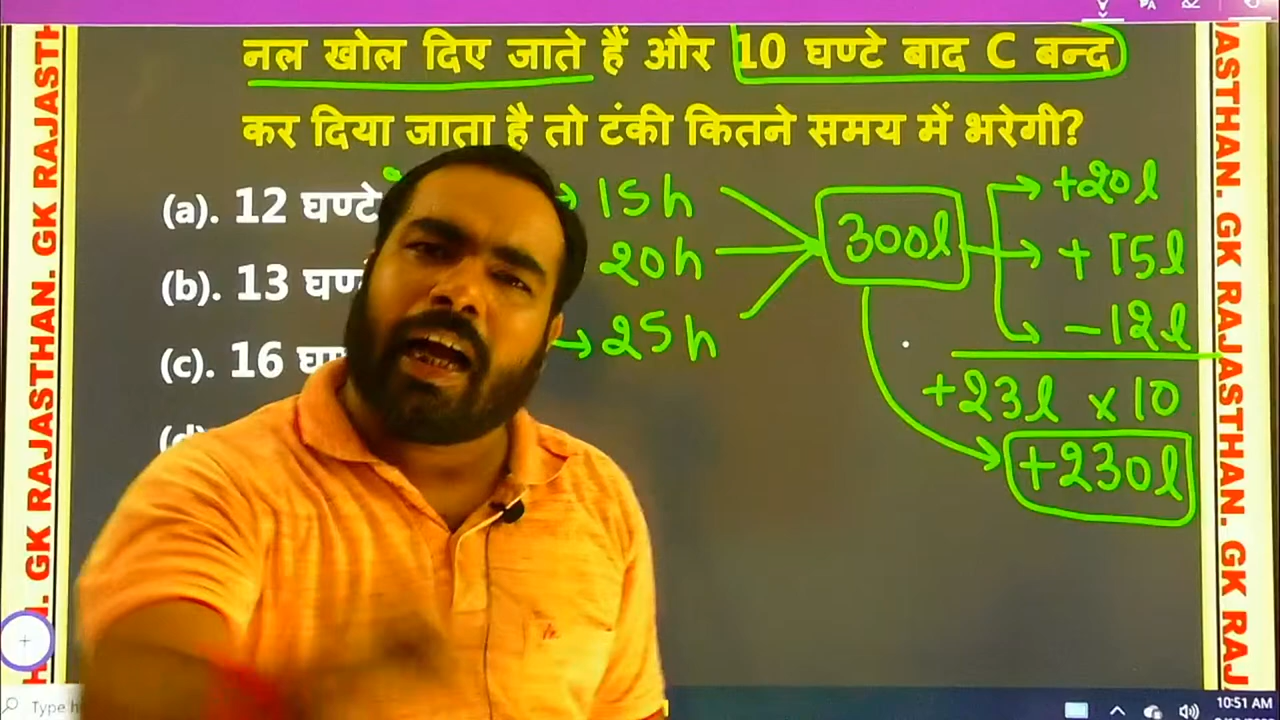 नल खोल दिए जाते हैं और 10 घण्टे बाद C बन्द
कर दिया जाता है तो टंकी कितने समय में भरेगी?
(a). 12 घण्टे
(b). 13
(c). 16
15h
20h
25h
300l
+20l
+15l
-12l
+23l x 10
+230l
GK RAJASTHAN. GK RAJASTH
JASTHAN. GK RAJASTHAN. GK RAJ
10:51 AM